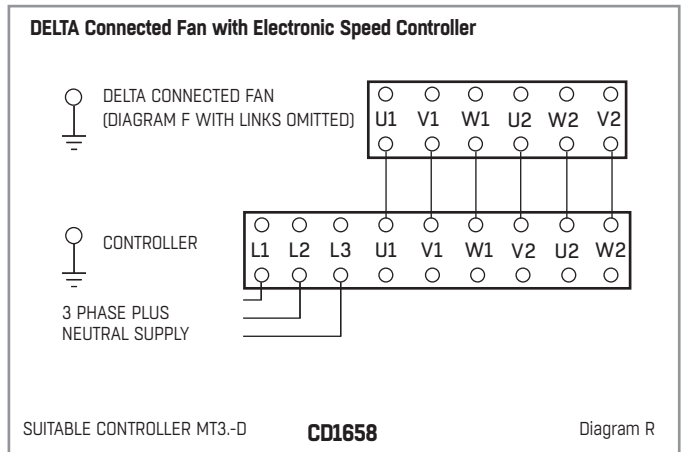 DELTA Connected Fan with Electronic Speed Controller
DELTA CONNECTED FAN
(DIAGRAM F WITH LINKS OMITTED)
U1 V1 W1 U2 W2 V2
CONTROLLER
L1 L2 L3 U1 V1 W1 V2 U2 W2
3 PHASE PLUS
NEUTRAL SUPPLY
SUITABLE CONTROLLER MT3.-D CD1658 Diagram R